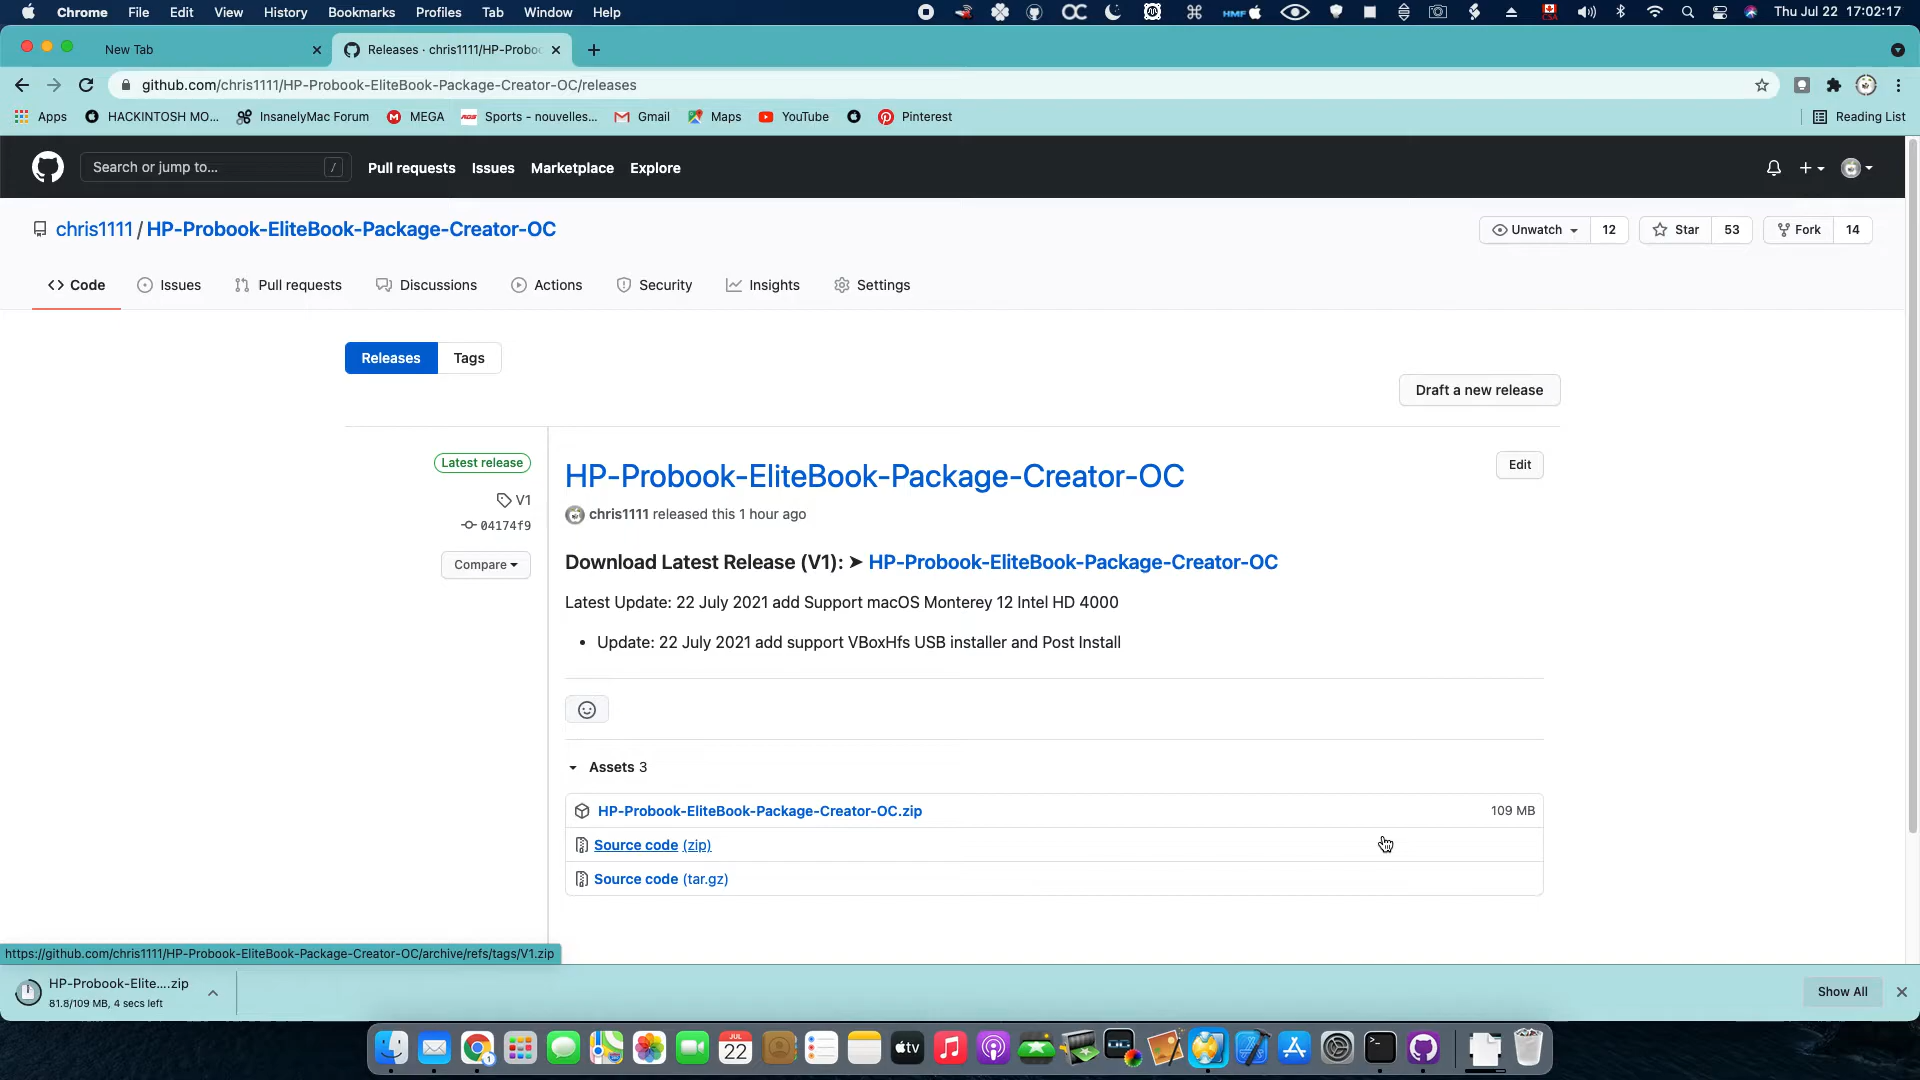 Chrome File Edit View History Bookmarks Profiles Tab Window Help HMF CSA Thu Jul 22 17:02:17
New Tab Releases · chris1111/HP-Probo
github.com/chris1111/HP-Probook-EliteBook-Package-Creator-OC/releases
Apps HACKINTOSH MO... InsanelyMac Forum MEGA Sports - nouvelles... Gmail Maps YouTube Pinterest Reading List
Search or jump to... / Pull requests Issues Marketplace Explore
chris1111 / HP-Probook-EliteBook-Package-Creator-OC Unwatch 12 Star 53 Fork 14
Code Issues Pull requests Discussions Actions Security Insights Settings
Releases Tags
Draft a new release
Latest release
V1
04174f9
Compare
HP-Probook-EliteBook-Package-Creator-OC Edit
chris1111 released this 1 hour ago
Download Latest Release (V1): ➤ HP-Probook-EliteBook-Package-Creator-OC
Latest Update: 22 July 2021 add Support macOS Monterey 12 Intel HD 4000
• Update: 22 July 2021 add support VBoxHfs USB installer and Post Install
Assets 3
HP-Probook-EliteBook-Package-Creator-OC.zip 109 MB
Source code (zip)
Source code (tar.gz)
https://github.com/chris1111/HP-Probook-EliteBook-Package-Creator-OC/archive/refs/tags/V1.zip
HP-Probook-Elite....zip
81.8/109 MB, 4 secs left
Show All
JUL
22
tv